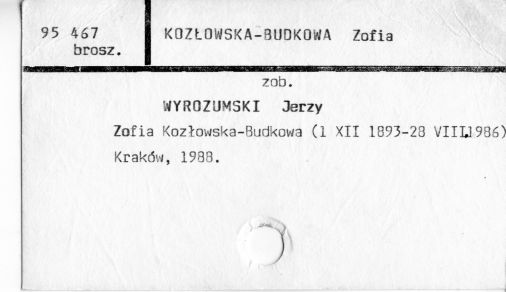 95 467
brosz.
KOZŁOWSKA-BUDKOWA Zofia
zob.
WYROZUMSKI Jerzy
Zofia Kozłowska-Budkowa (1 XII 1893-28 VIII.1986)
Kraków, 1988.